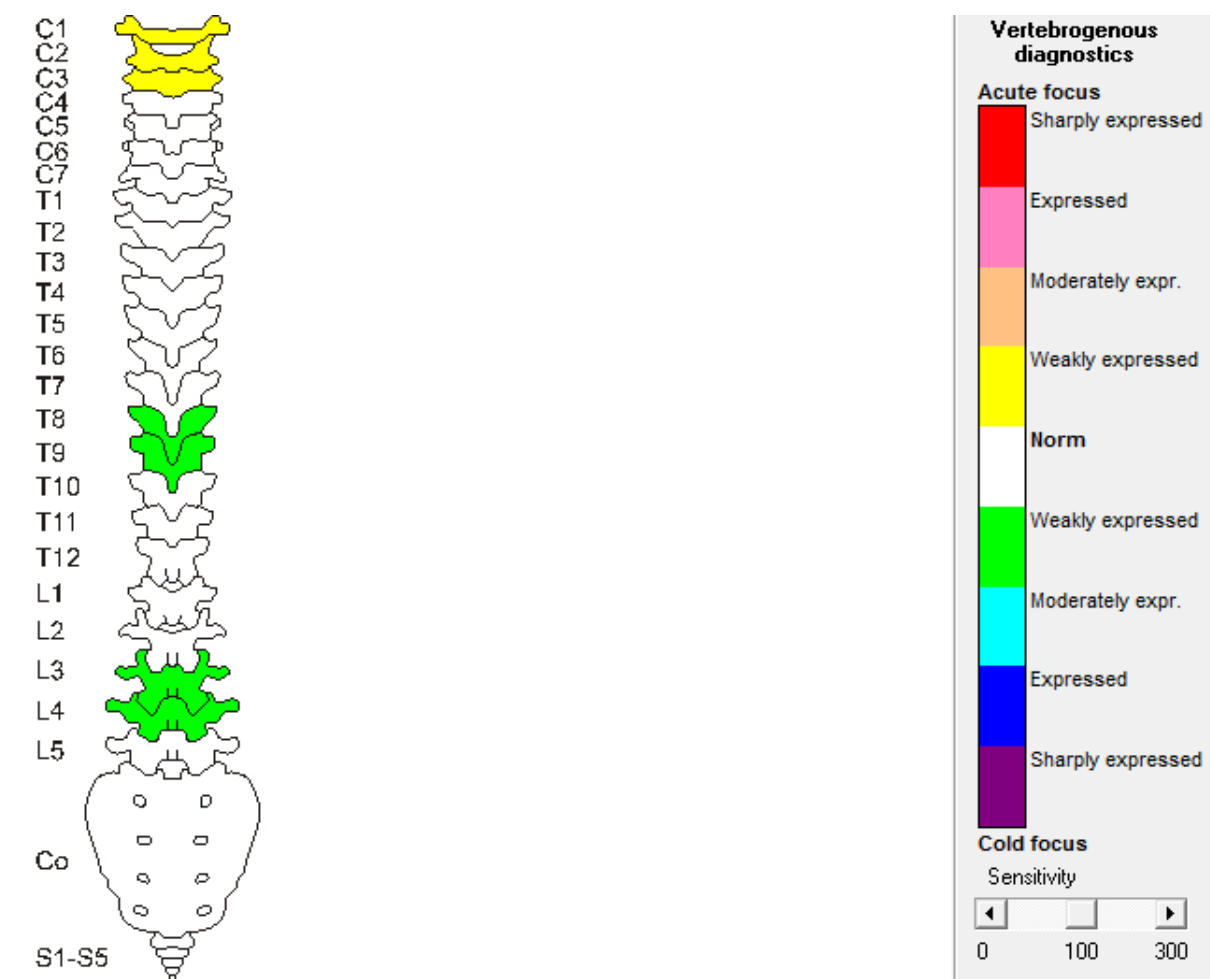 C1
C2
C3
C4
C5
C6
C7
T1
T2
T3
T4
T5
T6
T7
T8
T9
T10
T11
T12
L1
L2
L3
L4
L5
Co
S1-S5
Vertebrogenous
diagnostics
Acute focus
Sharply expressed
Expressed
Moderately expr.
Weakly expressed
Norm
Weakly expressed
Moderately expr.
Expressed
Sharply expressed
Cold focus
Sensitivity
0 100 300